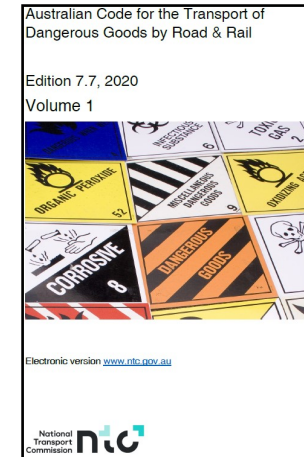 Australian Code for the Transport of
Dangerous Goods by Road & Rail
Edition 7.7, 2020
Volume 1
INFECTIOUS
SUBSTANCE
6
TOXIC
GAS
2
ORGANIC PEROXIDE
5.2
MISCELLANEOUS
DANGEROUS
GOODS
9
OXIDIZING
CORROSIVE
8
DANGEROUS
GOODS
Electronic version www.ntc.gov.au
National
Transport
Commission
ntc